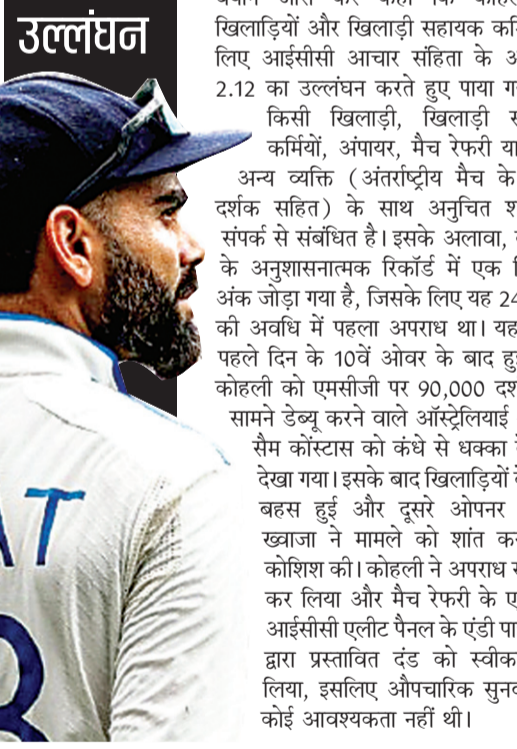 उल्लंघन
खिलाड़ियों और खिलाड़ी सहायक
लिए आईसीसी आचार संहिता के
2.12 का उल्लंघन करते हुए पाया
किसी खिलाड़ी, खिलाड़ी
कर्मियों, अंपायर, मैच रेफरी या
अन्य व्यक्ति (अंतर्राष्ट्रीय मैच के
दर्शक सहित) के साथ अनुचित
संपर्क से संबंधित है। इसके अलावा,
के अनुशासनात्मक रिकॉर्ड में एक
अंक जोड़ा गया है, जिसके लिए यह 24
की अवधि में पहला अपराध था। यह
पहले दिन के 10वें ओवर के बाद
कोहली को एमसीजी पर 90,000
सामने डेब्यू करने वाले ऑस्ट्रेलियाई
सैम कोंस्टास को कंधे से धक्का
देखा गया। इसके बाद खिलाड़ियों
बहस हुई और दूसरे ओपनर
ख्वाजा ने मामले को शांत
कोशिश की। कोहली ने अपराध
कर लिया और मैच रेफरी के
आईसीसी एलीट पैनल के एंडी
द्वारा प्रस्तावित दंड को
लिया, इसलिए औपचारिक
कोई आवश्यकता नहीं थी।
AT